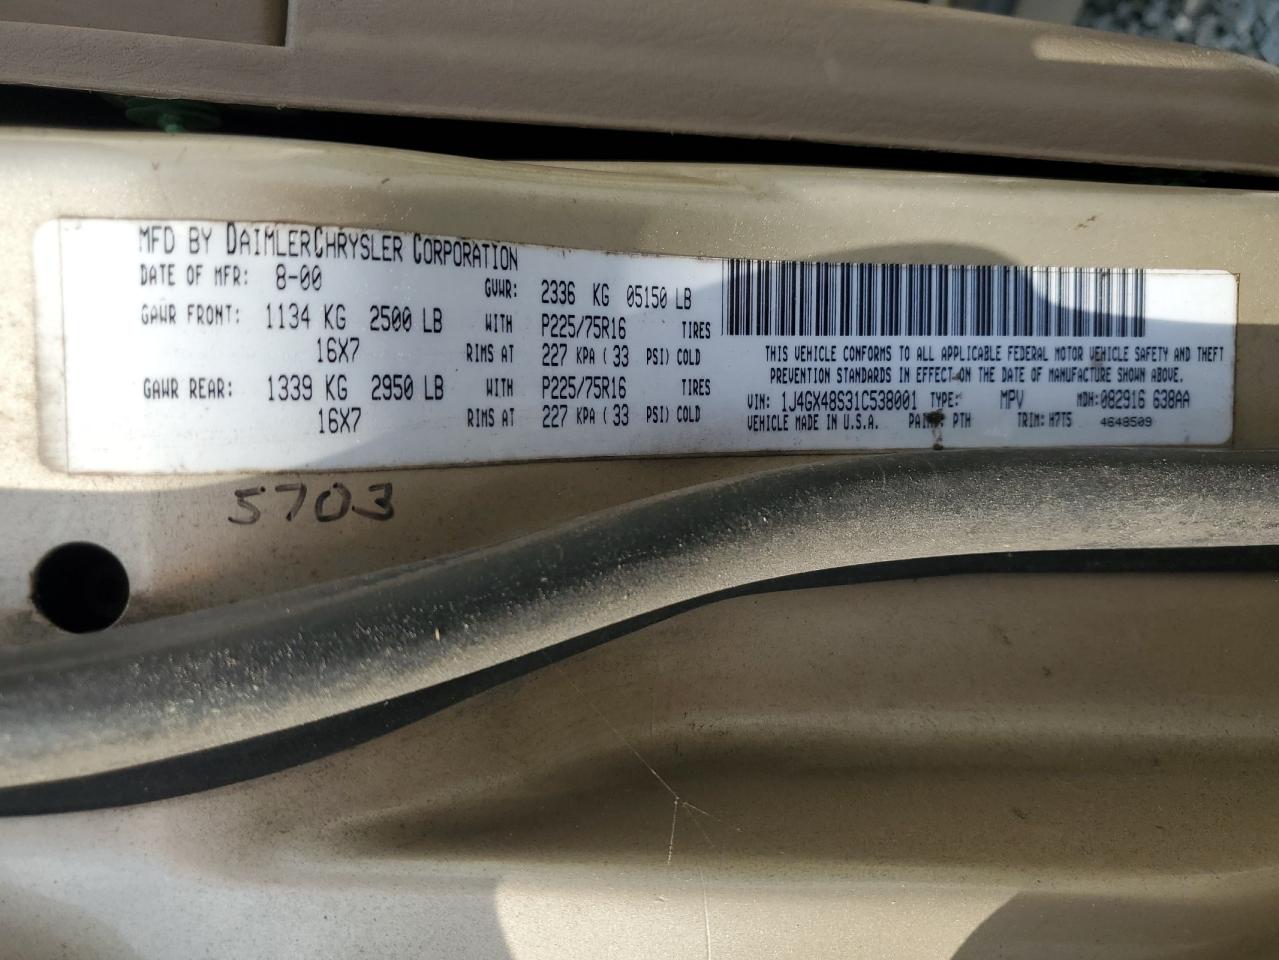 MFD BY DAIMLERCHRYSLER CORPORATION
DATE OF MFR: 8-00 GVWR: 2336 KG 05150 LB
GAWR FRONT: 1134 KG 2500 LB WITH P225/75R16 TIRES
16X7 RIMS AT 227 KPA ( 33 PSI) COLD
GAWR REAR: 1339 KG 2950 LB WITH P225/75R16 TIRES
16X7 RIMS AT 227 KPA ( 33 PSI) COLD
THIS VEHICLE CONFORMS TO ALL APPLICABLE FEDERAL MOTOR VEHICLE SAFETY AND THEFT
PREVENTION STANDARDS IN EFFECT ON THE DATE OF MANUFACTURE SHOWN ABOVE.
VIN: 1J4GX48S31C538001 TYPE: MPV MDH: 082916 638AA
VEHICLE MADE IN U.S.A. PAINT: PTH TRIM: H7T5 4648509
5703